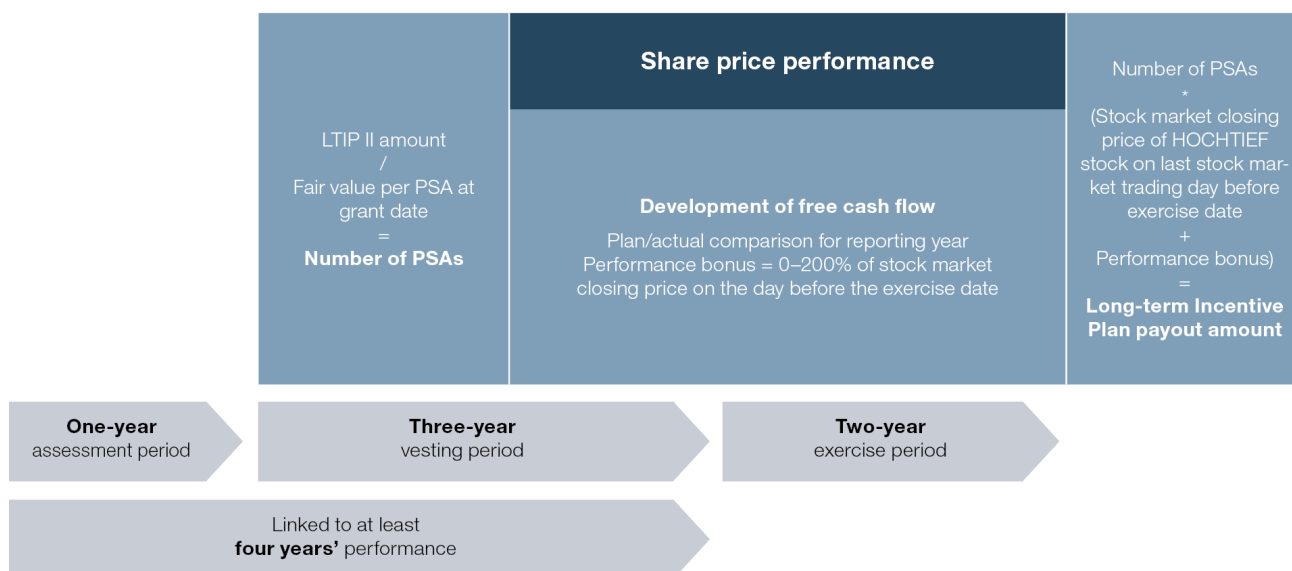 LTIP II amount
/
Fair value per PSA at
grant date
=
Number of PSAs
Share price performance
Development of free cash flow
Plan/actual comparison for reporting year
Performance bonus = 0–200% of stock market
closing price on the day before the exercise date
Number of PSAs
*
(Stock market closing
price of HOCHTIEF
stock on last stock mar-
ket trading day before
exercise date
+
Performance bonus)
=
Long-term Incentive
Plan payout amount
One-year
assessment period
Three-year
vesting period
Two-year
exercise period
Linked to at least
four years’ performance